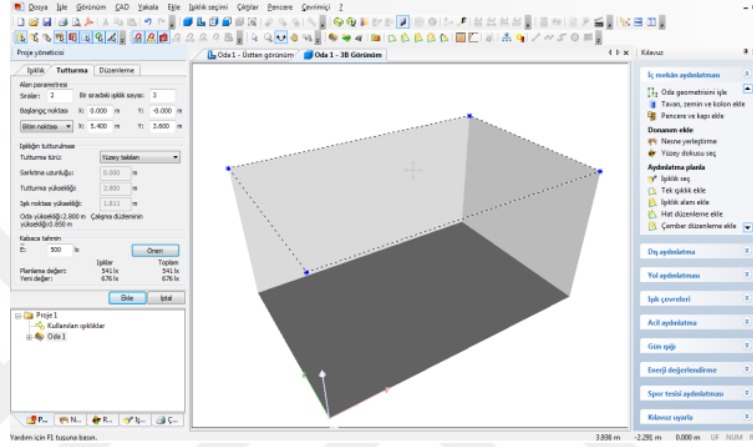 Dosya İşle Görünüm ÇAD Yakala Ekle Işıklık seçimi Çıktılar Pencere Çevrimiçi ?
Proje yöneticisi
Oda 1 - Üstten görünüm
Oda 1 - 3B Görünüm
Kılavuz
Işıklık Tutturma Düzenleme
Alan parametresi
Sıralar: 2 Bir sıradaki ışıklık sayısı: 3
Başlangıç noktası X: 0.000 m Y: -0.000 m
Bitim noktası X: 5.400 m Y: 3.600 m
Işıklığın tutturulması
Tutturma türü: Yüzey takılan
Sarkıtma uzunluğu: 0.000 m
Tutturma yüksekliği: 2.800 m
Işık noktası yüksekliği: 1.811 m
Oda yüksekliği:2.800 m Çalışma düzleminin
yüksekliği:0.850 m
Kabaca tahmin
E: 500 lx Öneri
Işıklar Toplam
Planlama değeri: 541 lx 541 lx
Yeni değer: 676 lx 676 lx
Ekle İptal
Proje 1
Kullanılan ışıklıklar
Oda 1
P... N... R... Iş... Ç...
İç mekân aydınlatması
Oda geometrisini işle
Tavan, zemin ve kolon ekle
Pencere ve kapı ekle
Donanım ekle
Nesne yerleştirme
Yüzey dokusu seç
Aydınlatma planla
Işıklık seç
Tek ışıklık ekle
Işıklık alanı ekle
Hat düzenleme ekle
Çember düzenleme ekle
Dış aydınlatma
Yol aydınlatması
Işık çevreleri
Acil aydınlatma
Gün ışığı
Enerji değerlendirme
Spor tesisi aydınlatması
Kılavuz uyarla
Yardım için F1 tuşuna basın.
3.936 m -2.291 m 0.000 m UF NUM